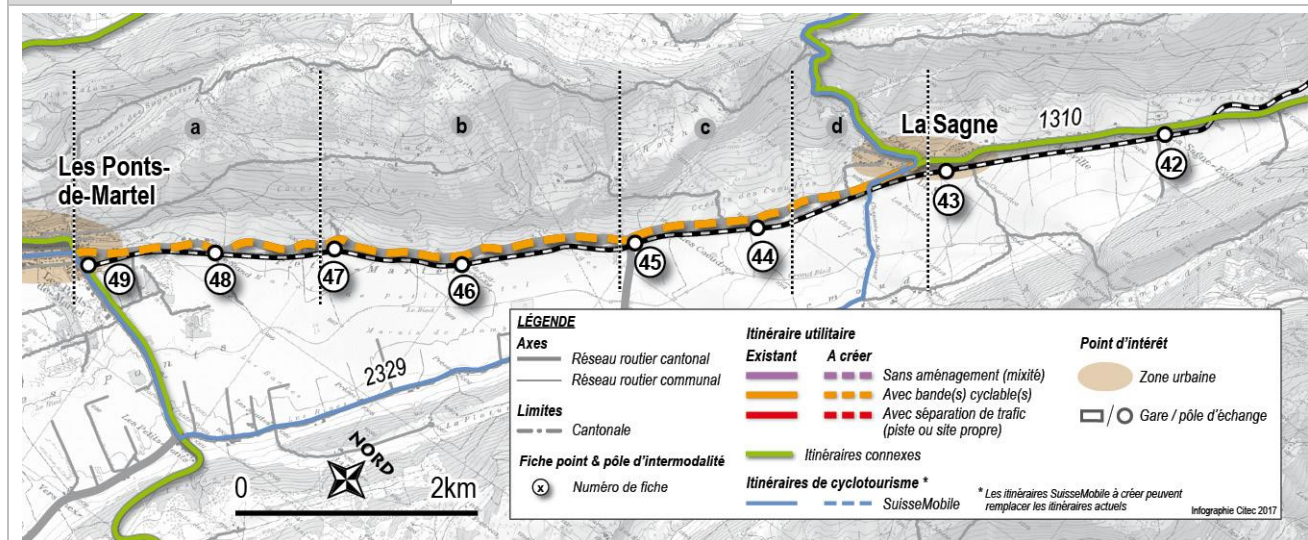 a
b
c
d
La Sagne
1310
Les Ponts-
de-Martel
42
43
44
45
46
47
48
49
2329
NORD
0 2km
LÉGENDE
Axes
Réseau routier cantonal
Réseau routier communal
Limites
Cantonale
Fiche point & pôle d'intermodalité
x Numéro de fiche
Itinéraire utilitaire
Existant A créer
Sans aménagement (mixité)
Avec bande(s) cyclable(s)
Avec séparation de trafic
(piste ou site propre)
Itinéraires connexes
Itinéraires de cyclotourisme *
SuisseMobile
* Les itinéraires SuisseMobile à créer peuvent
remplacer les itinéraires actuels
Point d'intérêt
Zone urbaine
Gare / pôle d'échange
Infographie Citec 2017